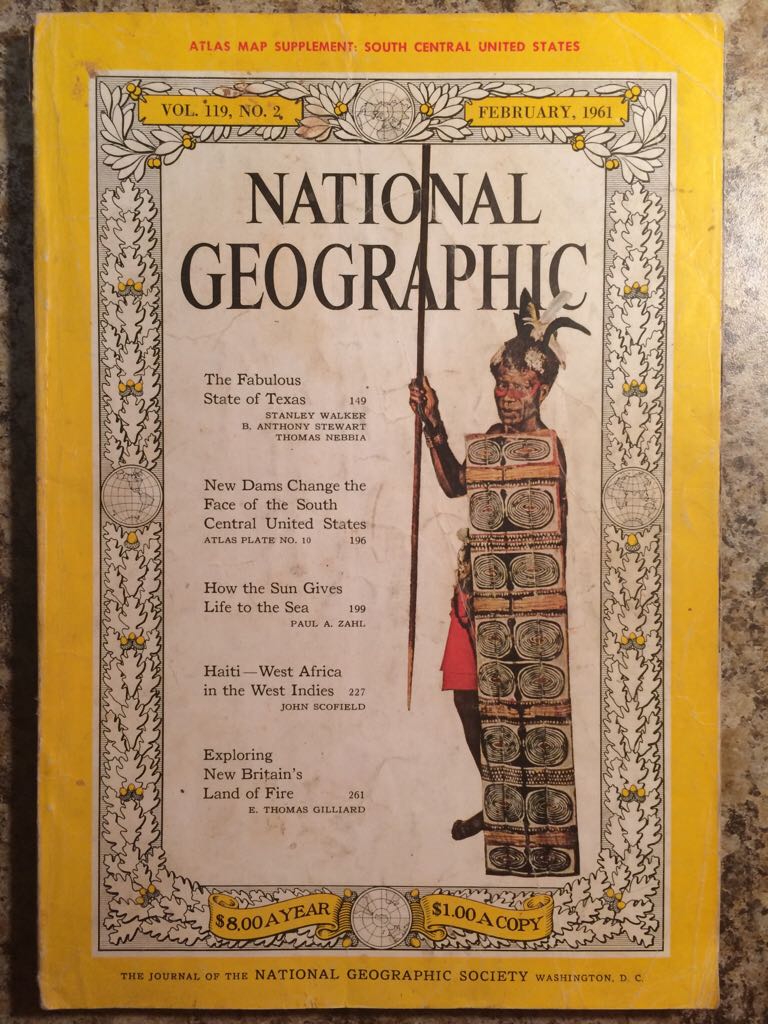 ATLAS MAP SUPPLEMENT: SOUTH CENTRAL UNITED STATES
VOL. 119, NO. 2
FEBRUARY, 1961
NATIONAL
GEOGRAPHIC
The Fabulous
State of Texas 149
STANLEY WALKER
B. ANTHONY STEWART
THOMAS NEBBIA
New Dams Change the
Face of the South
Central United States
ATLAS PLATE NO. 10 196
How the Sun Gives
Life to the Sea 199
PAUL A. ZAHL
Haiti—West Africa
in the West Indies 227
JOHN SCOFIELD
Exploring
New Britain's
Land of Fire 261
E. THOMAS GILLIARD
$8.00 A YEAR
$1.00 A COPY
THE JOURNAL OF THE NATIONAL GEOGRAPHIC SOCIETY WASHINGTON, D. C.